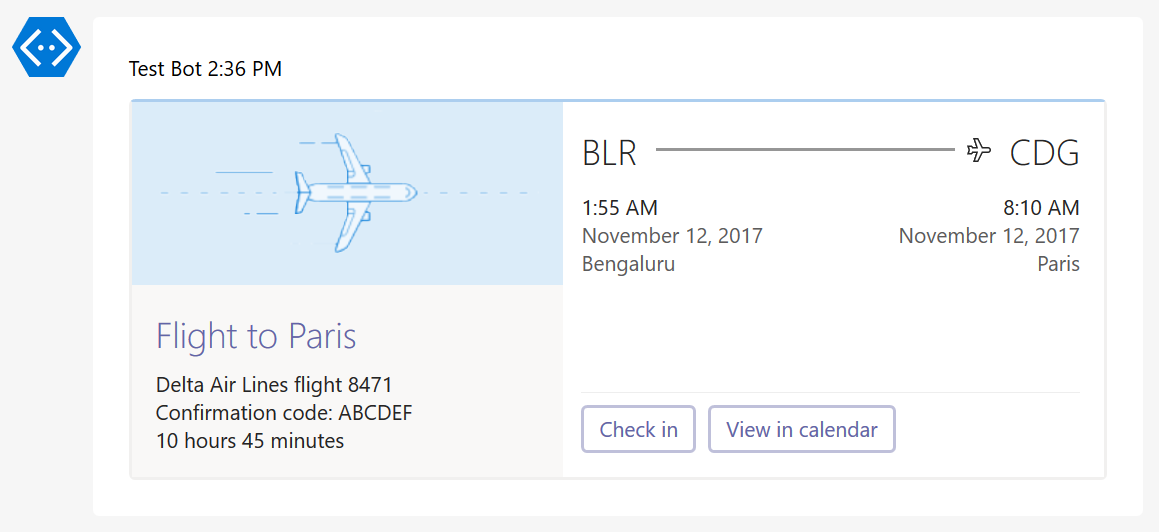 Test Bot 2:36 PM
Flight to Paris
Delta Air Lines flight 8471
Confirmation code: ABCDEF
10 hours 45 minutes
BLR CDG
1:55 AM 8:10 AM
November 12, 2017 November 12, 2017
Bengaluru Paris
Check in View in calendar